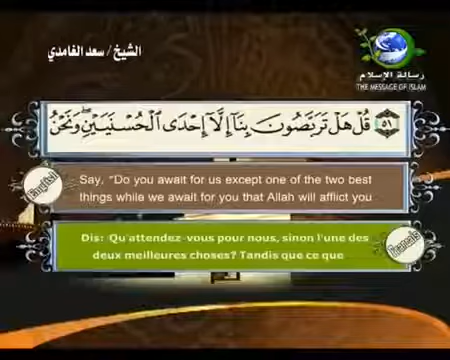 الشيخ / سعد الغامدي
رسالة الإسلام
THE MESSAGE OF ISLAM
٥١ قُلْ هَلْ تَرَبَّصُونَ بِنَآ إِلَّآ إِحْدَى ٱلْحُسْنَيَيْنِ ۖ وَنَحْنُ
English
Say, "Do you await for us except one of the two best
things while we await for you that Allah will afflict you
Français
Dis: ‹Qu'attendez-vous pour nous, sinon l'une des
deux meilleures choses? Tandis que ce que